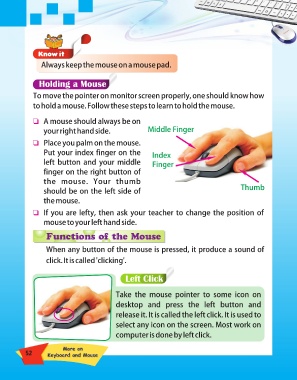 Know it
Always keep the mouse on a mouse pad.
Holding a Mouse
To move the pointer on monitor screen properly, one should know how
to hold a mouse. Follow these steps to learn to hold the mouse.
❑ A mouse should always be on
your right hand side.
❑ Place you palm on the mouse.
Put your index finger on the
left button and your middle
finger on the right button of
the mouse. Your thumb
should be on the left side of
the mouse.
Middle Finger
Index
Finger
Thumb
❑ If you are lefty, then ask your teacher to change the position of
mouse to your left hand side.
Functions of the Mouse
When any button of the mouse is pressed, it produce a sound of
click. It is called 'clicking'.
Left Click
Take the mouse pointer to some icon on
desktop and press the left button and
release it. It is called the left click. It is used to
select any icon on the screen. Most work on
computer is done by left click.
52
More on
Keyboard and Mouse